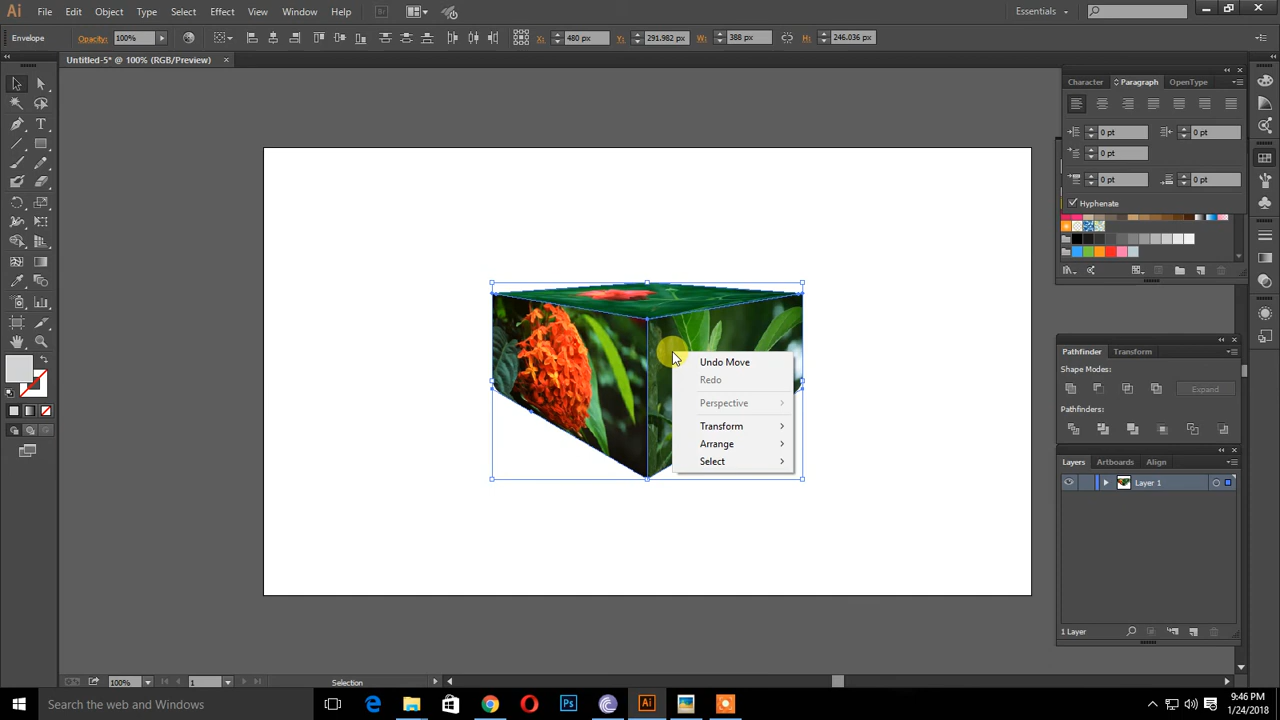 Ai File Edit Object Type Select Effect View Window Help Br Essentials
Envelope Opacity: 100% X: 480 px Y: 291.982 px W: 388 px H: 246.036 px
Untitled-5* @ 100% (RGB/Preview)
Character Paragraph OpenType
0 pt 0 pt
0 pt
0 pt 0 pt
Hyphenate
Undo Move
Redo
Perspective
Transform
Arrange
Select
Pathfinder Transform
Shape Modes:
Expand
Pathfinders:
Layers Artboards Align
Layer 1
1 Layer
100% 1 Selection
Search the web and Windows
Ps Ai
9:46 PM
1/24/2018